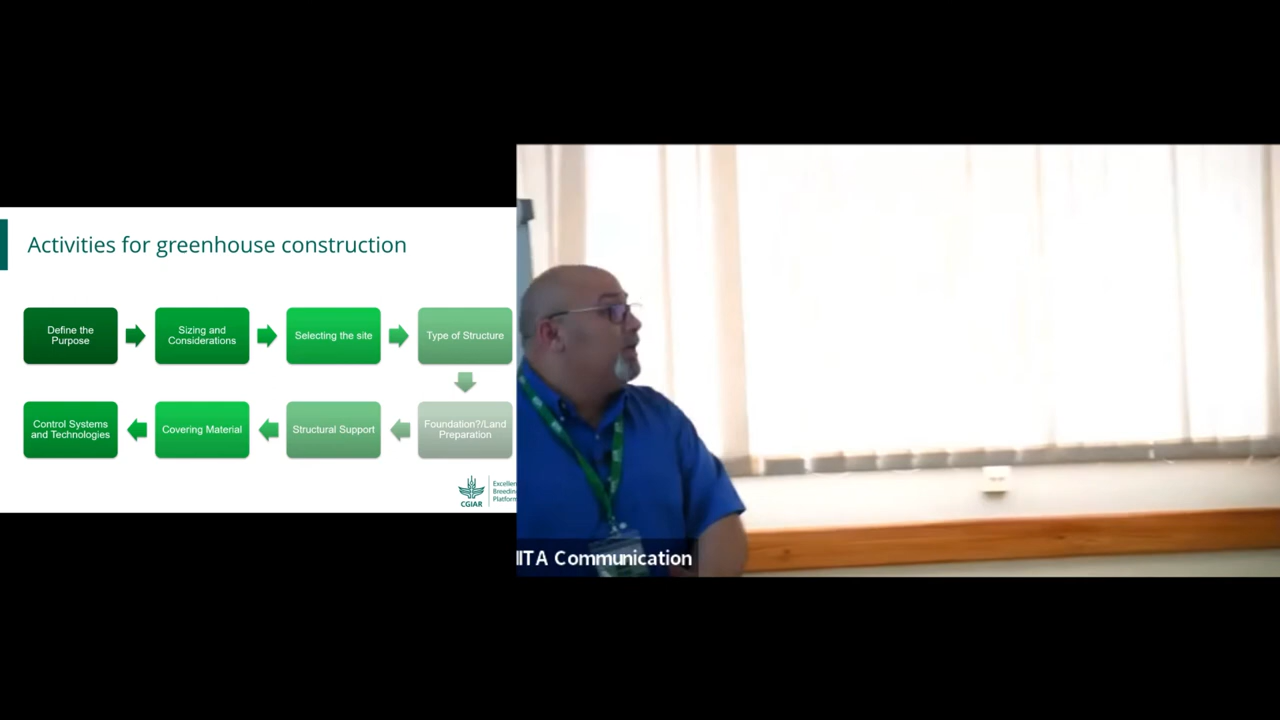 Activities for greenhouse construction
Define the
Purpose
Sizing and
Considerations
Selecting the site
Type of Structure
Foundation?/Land
Preparation
Structural Support
Covering Material
Control Systems
and Technologies
CGIAR
IITA Communication